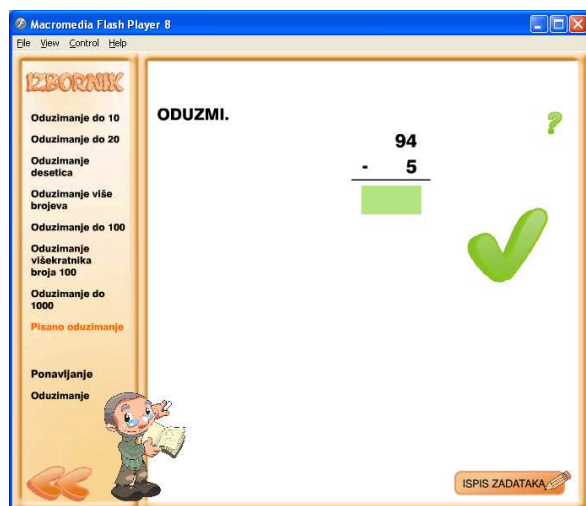 Macromedia Flash Player 8
File View Control Help
IZBORNIK
Oduzimanje do 10
Oduzimanje do 20
Oduzimanje
desetica
Oduzimanje više
brojeva
Oduzimanje do 100
Oduzimanje
višekratnika
broja 100
Oduzimanje do
1000
Pisano oduzimanje
Ponavljanje
Oduzimanje
ODUZMI.
94
- 5
?
ISPIS ZADATAKA